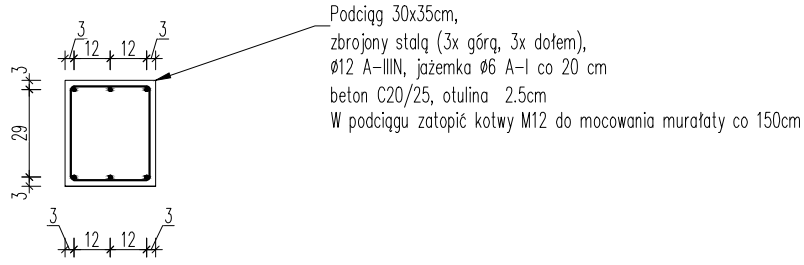 Podciąg 30x35cm,
zbrojony stalą (3x górą, 3x dołem),
ø12 A-IIIN, jażemka ø6 A-I co 20 cm
beton C20/25, otulina 2.5cm
W podciągu zatopić kotwy M12 do mocowania murałaty co 150cm
3 12 12 3
3
29
3
3 12 12 3